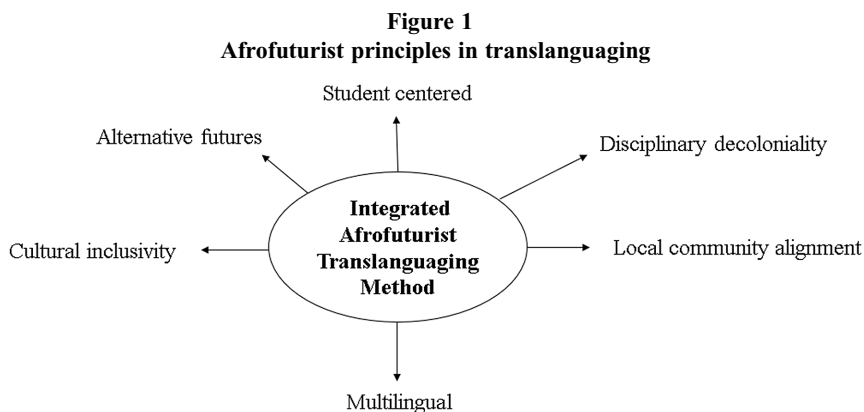 Figure 1
Afrofuturist principles in translanguaging
Student centered
Alternative futures
Disciplinary decoloniality
Integrated
Afrofuturist
Translanguaging
Method
Cultural inclusivity
Local community alignment
Multilingual